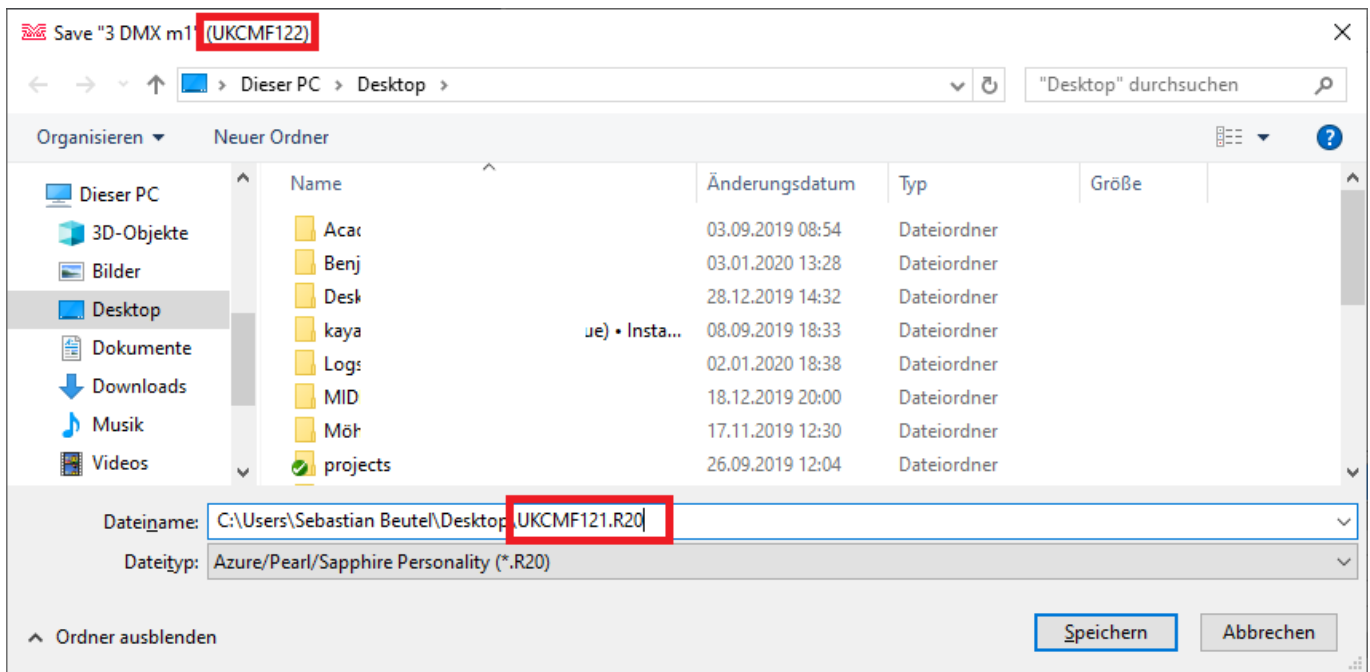 Save "3 DMX m1" (UKCMF122)
Dieser PC > Desktop >
"Desktop" durchsuchen
Organisieren Neuer Ordner
Name Änderungsdatum Typ Größe
Dieser PC
3D-Objekte
Bilder
Desktop
Dokumente
Downloads
Musik
Videos
Acac 03.09.2019 08:54 Dateiordner
Benj 03.01.2020 13:28 Dateiordner
Desk 28.12.2019 14:32 Dateiordner
kaya ue) • Insta... 08.09.2019 18:33 Dateiordner
Logs 02.01.2020 18:38 Dateiordner
MID 18.12.2019 20:00 Dateiordner
Möh 17.11.2019 12:30 Dateiordner
projects 26.09.2019 12:04 Dateiordner
Dateiname: C:\Users\Sebastian Beutel\Desktop\UKCMF121.R20
Dateityp: Azure/Pearl/Sapphire Personality (*.R20)
Ordner ausblenden
Speichern Abbrechen